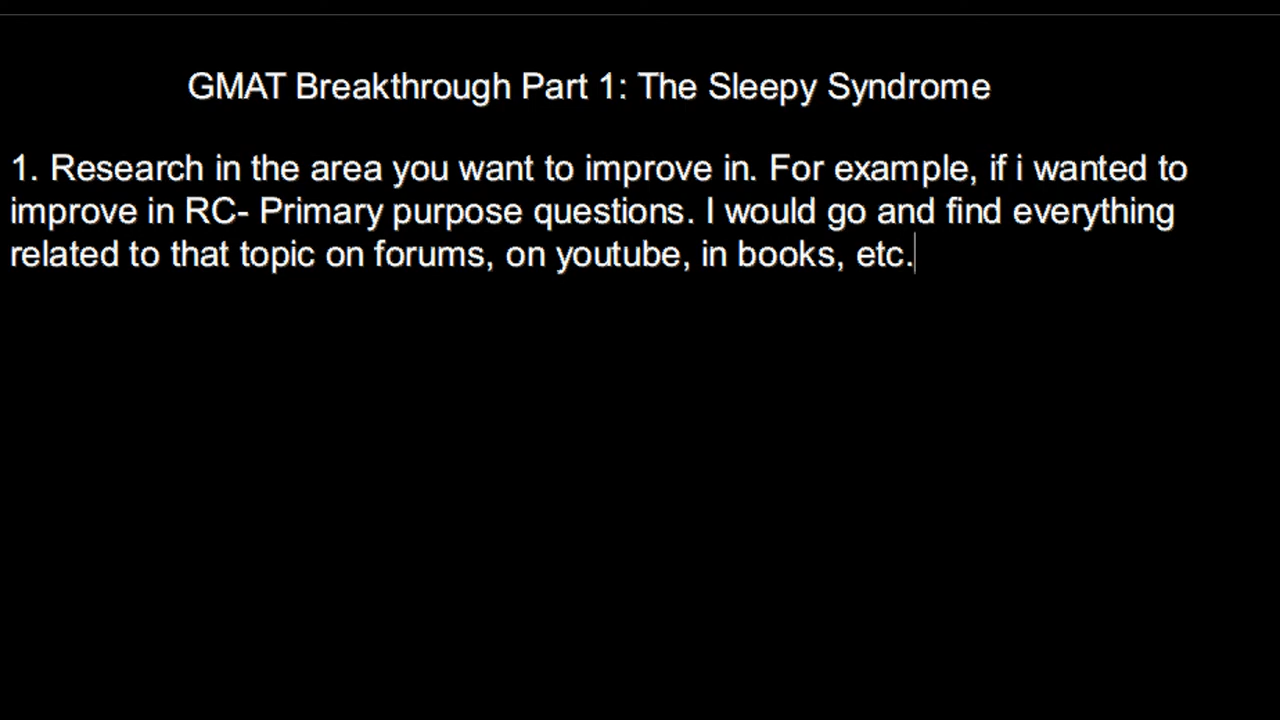 GMAT Breakthrough Part 1: The Sleepy Syndrome
1. Research in the area you want to improve in. For example, if i wanted to
improve in RC- Primary purpose questions. I would go and find everything
related to that topic on forums, on youtube, in books, etc.